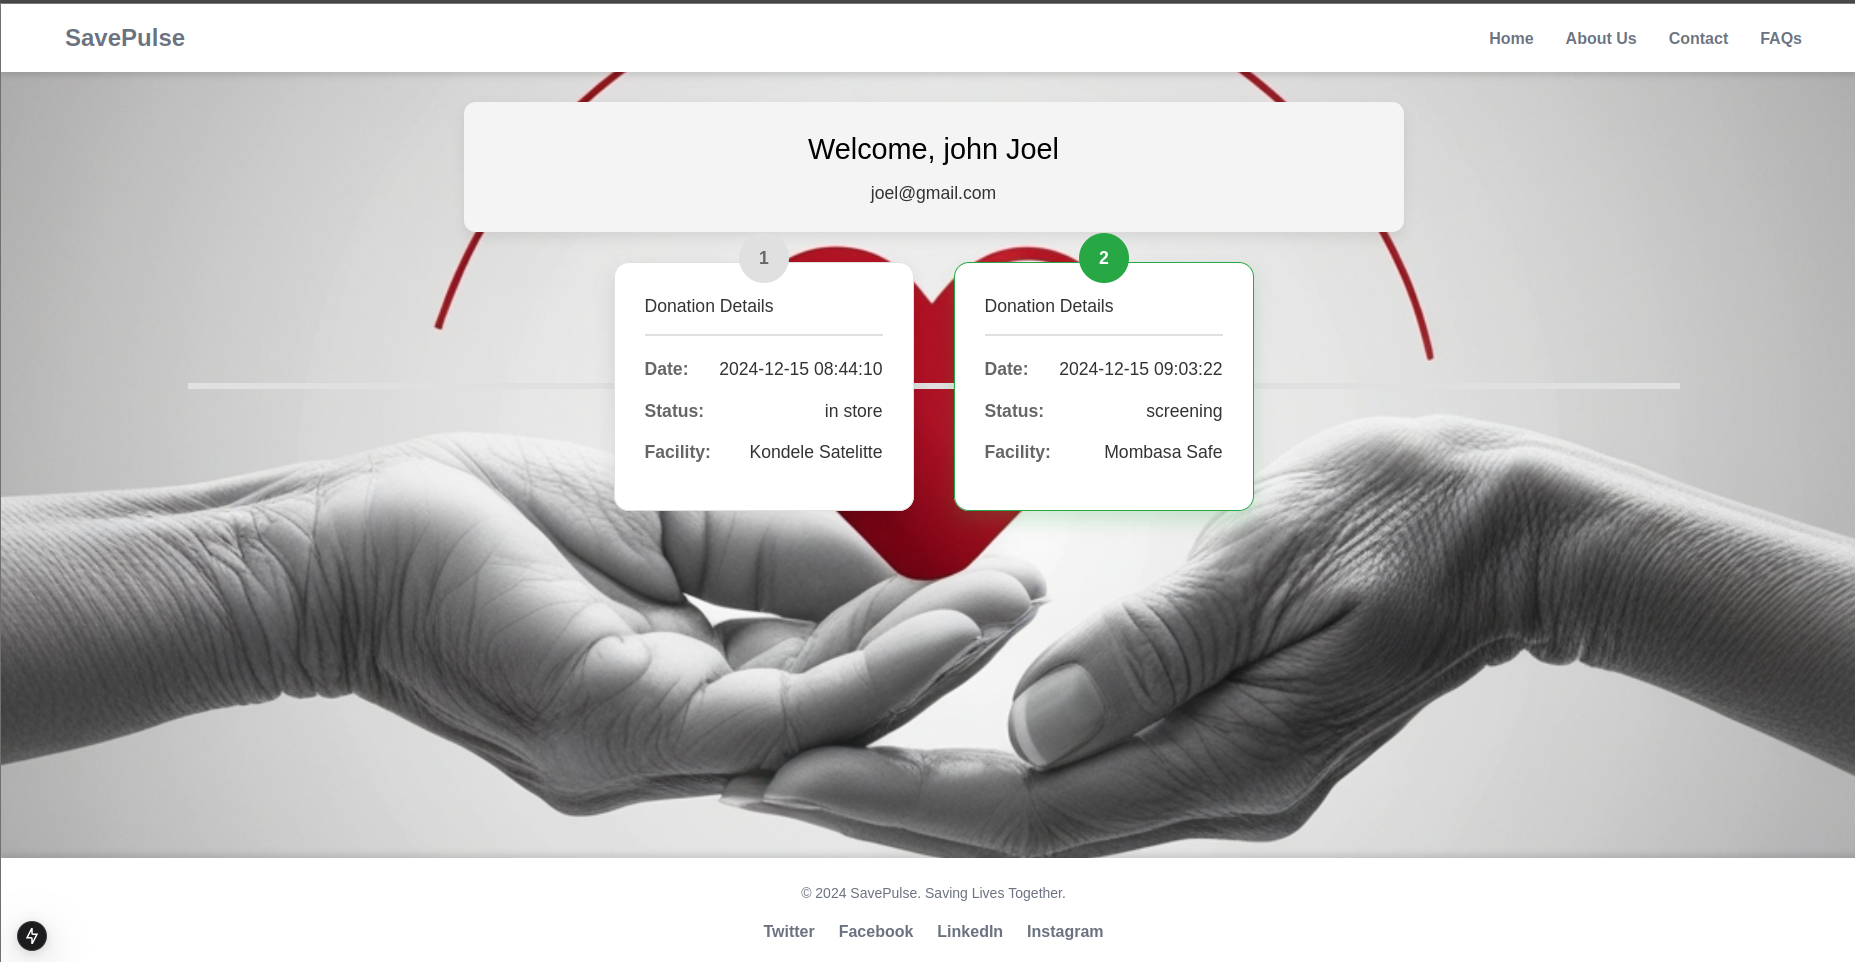 SavePulse
Home About Us Contact FAQs
Welcome, john Joel
joel@gmail.com
1
Donation Details
Date: 2024-12-15 08:44:10
Status: in store
Facility: Kondele Satelitte
2
Donation Details
Date: 2024-12-15 09:03:22
Status: screening
Facility: Mombasa Safe
© 2024 SavePulse. Saving Lives Together.
Twitter Facebook LinkedIn Instagram